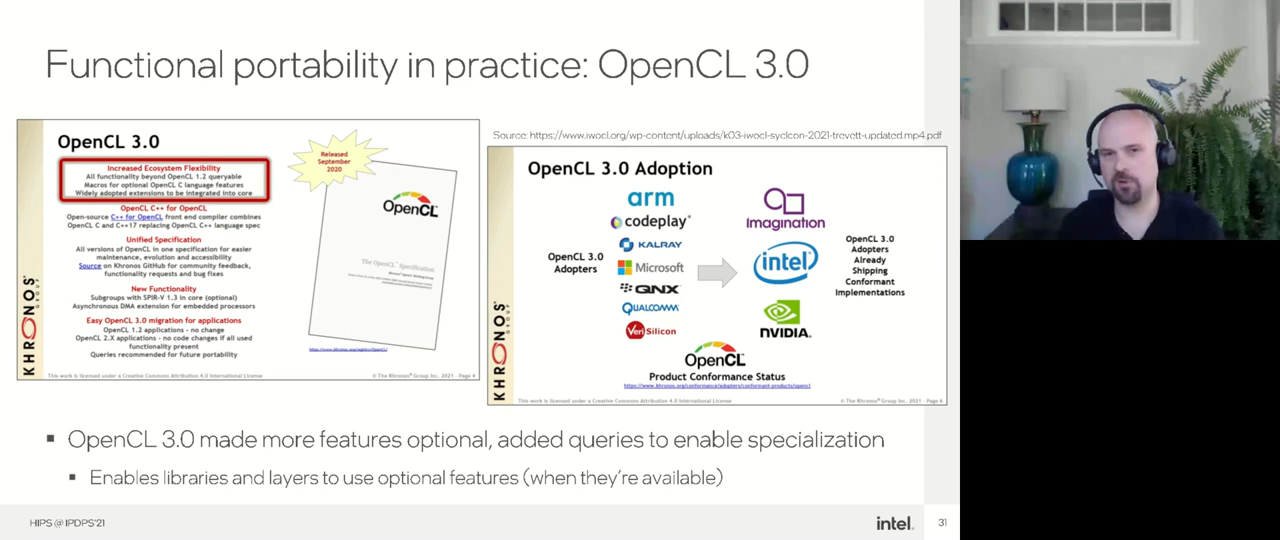 Functional portability in practice: OpenCL 3.0
OpenCL 3.0
Increased Ecosystem Flexibility
All functionality beyond OpenCL 1.2 queryable
Macros for optional OpenCL C language features
Widely adopted extensions to be integrated into core
OpenCL C++ for OpenCL
Open-source C++ for OpenCL front end compiler combines
OpenCL C and C++17 replacing OpenCL C++ language spec
Unified Specification
All versions of OpenCL in one specification for easier
maintenance, evolution and accessibility
Source on Khronos GitHub for community feedback,
functionality requests and bug fixes
New Functionality
Subgroups with SPIR-V 1.3 in core (optional)
Asynchronous DMA extension for embedded processors
Easy OpenCL 3.0 migration for applications
OpenCL 1.2 applications - no change
OpenCL 2.X applications - no code changes if all used
functionality present
Queries recommended for future portability
Released
September
2020
OpenCL
The OpenCL Specification
KHRONOS
GROUP
This work is licensed under a Creative Commons Attribution 4.0 International License
© The Khronos® Group Inc. 2021 - Page 4
Source: https://www.iwocl.org/wp-content/uploads/k03-iwocl-syclcon-2021-trevett-updated.mp4.pdf
OpenCL 3.0 Adoption
OpenCL 3.0
Adopters
arm
codeplay®
KALRAY
Microsoft
QNX
QUALCOMM
VeriSilicon
Imagination
intel
NVIDIA.
OpenCL 3.0
Adopters
Already
Shipping
Conformant
Implementations
OpenCL
Product Conformance Status
https://www.khronos.org/conformance/adopters/conformant-products/opencl
KHRONOS
GROUP
This work is licensed under a Creative Commons Attribution 4.0 International License
© The Khronos® Group Inc. 2021 - Page 6
▪ OpenCL 3.0 made more features optional, added queries to enable specialization
▪ Enables libraries and layers to use optional features (when they're available)
HIPS @ IPDPS'21
intel.
31